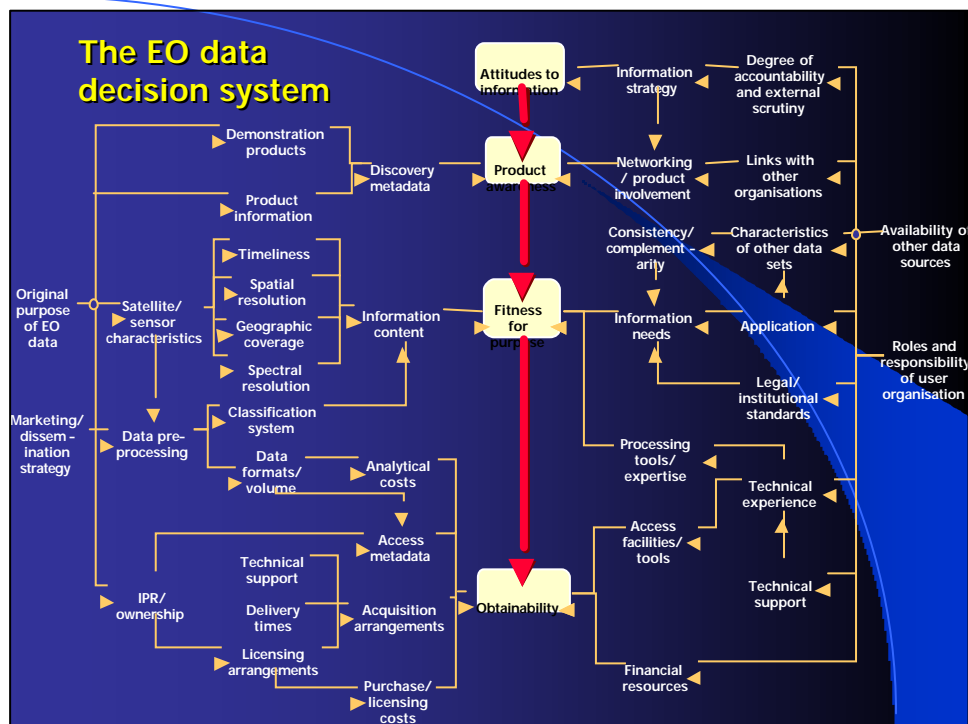 The EO data
decision system
Attitudes to
information
Information
strategy
Degree of
accountability
and external
scrutiny
Demonstration
products
Discovery
metadata
Product
awareness
Networking
/ product
involvement
Links with
other
organisations
Product
information
Consistency/
complement -
arity
Characteristics
of other data
sets
Availability of
other data
sources
Timeliness
Spatial
resolution
Geographic
coverage
Spectral
resolution
Original
purpose
of EO
data
Satellite/
sensor
characteristics
Information
content
Fitness
for
purpose
Information
needs
Application
Roles and
responsibility
of user
organisation
Legal/
institutional
standards
Marketing/
dissem -
ination
strategy
Data pre-
processing
Classification
system
Data
formats/
volume
Analytical
costs
Processing
tools/
expertise
Technical
experience
Access
metadata
Access
facilities/
tools
Technical
support
IPR/
ownership
Technical
support
Delivery
times
Acquisition
arrangements
Licensing
arrangements
Obtainability
Purchase/
licensing
costs
Financial
resources